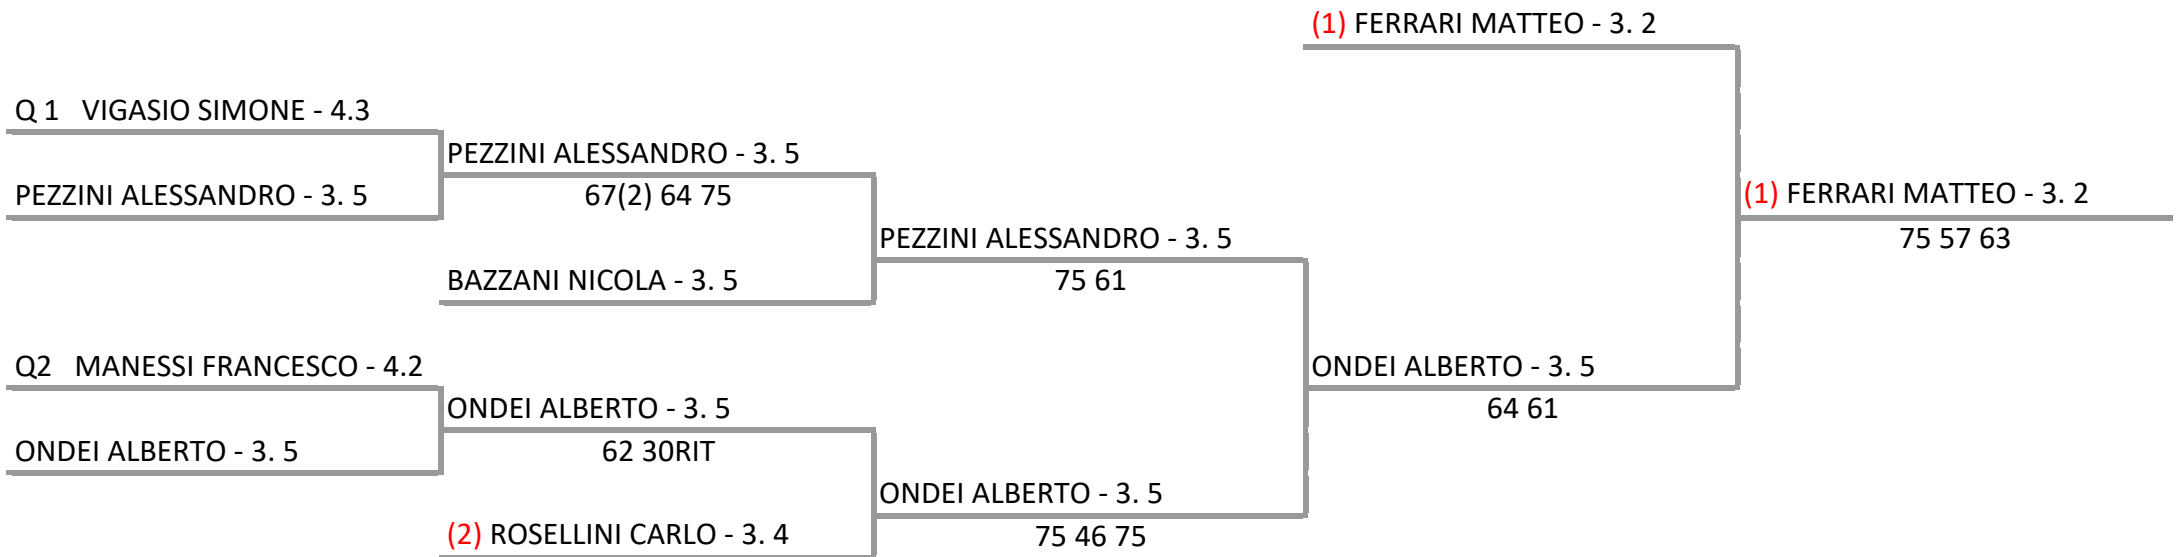 (1) FERRARI MATTEO - 3. 2
Q 1 VIGASIO SIMONE - 4.3
PEZZINI ALESSANDRO - 3. 5
PEZZINI ALESSANDRO - 3. 5
67(2) 64 75
(1) FERRARI MATTEO - 3. 2
75 57 63
PEZZINI ALESSANDRO - 3. 5
75 61
BAZZANI NICOLA - 3. 5
Q2 MANESSI FRANCESCO - 4.2
ONDEI ALBERTO - 3. 5
64 61
ONDEI ALBERTO - 3. 5
62 30RIT
ONDEI ALBERTO - 3. 5
ONDEI ALBERTO - 3. 5
75 46 75
(2) ROSELLINI CARLO - 3. 4